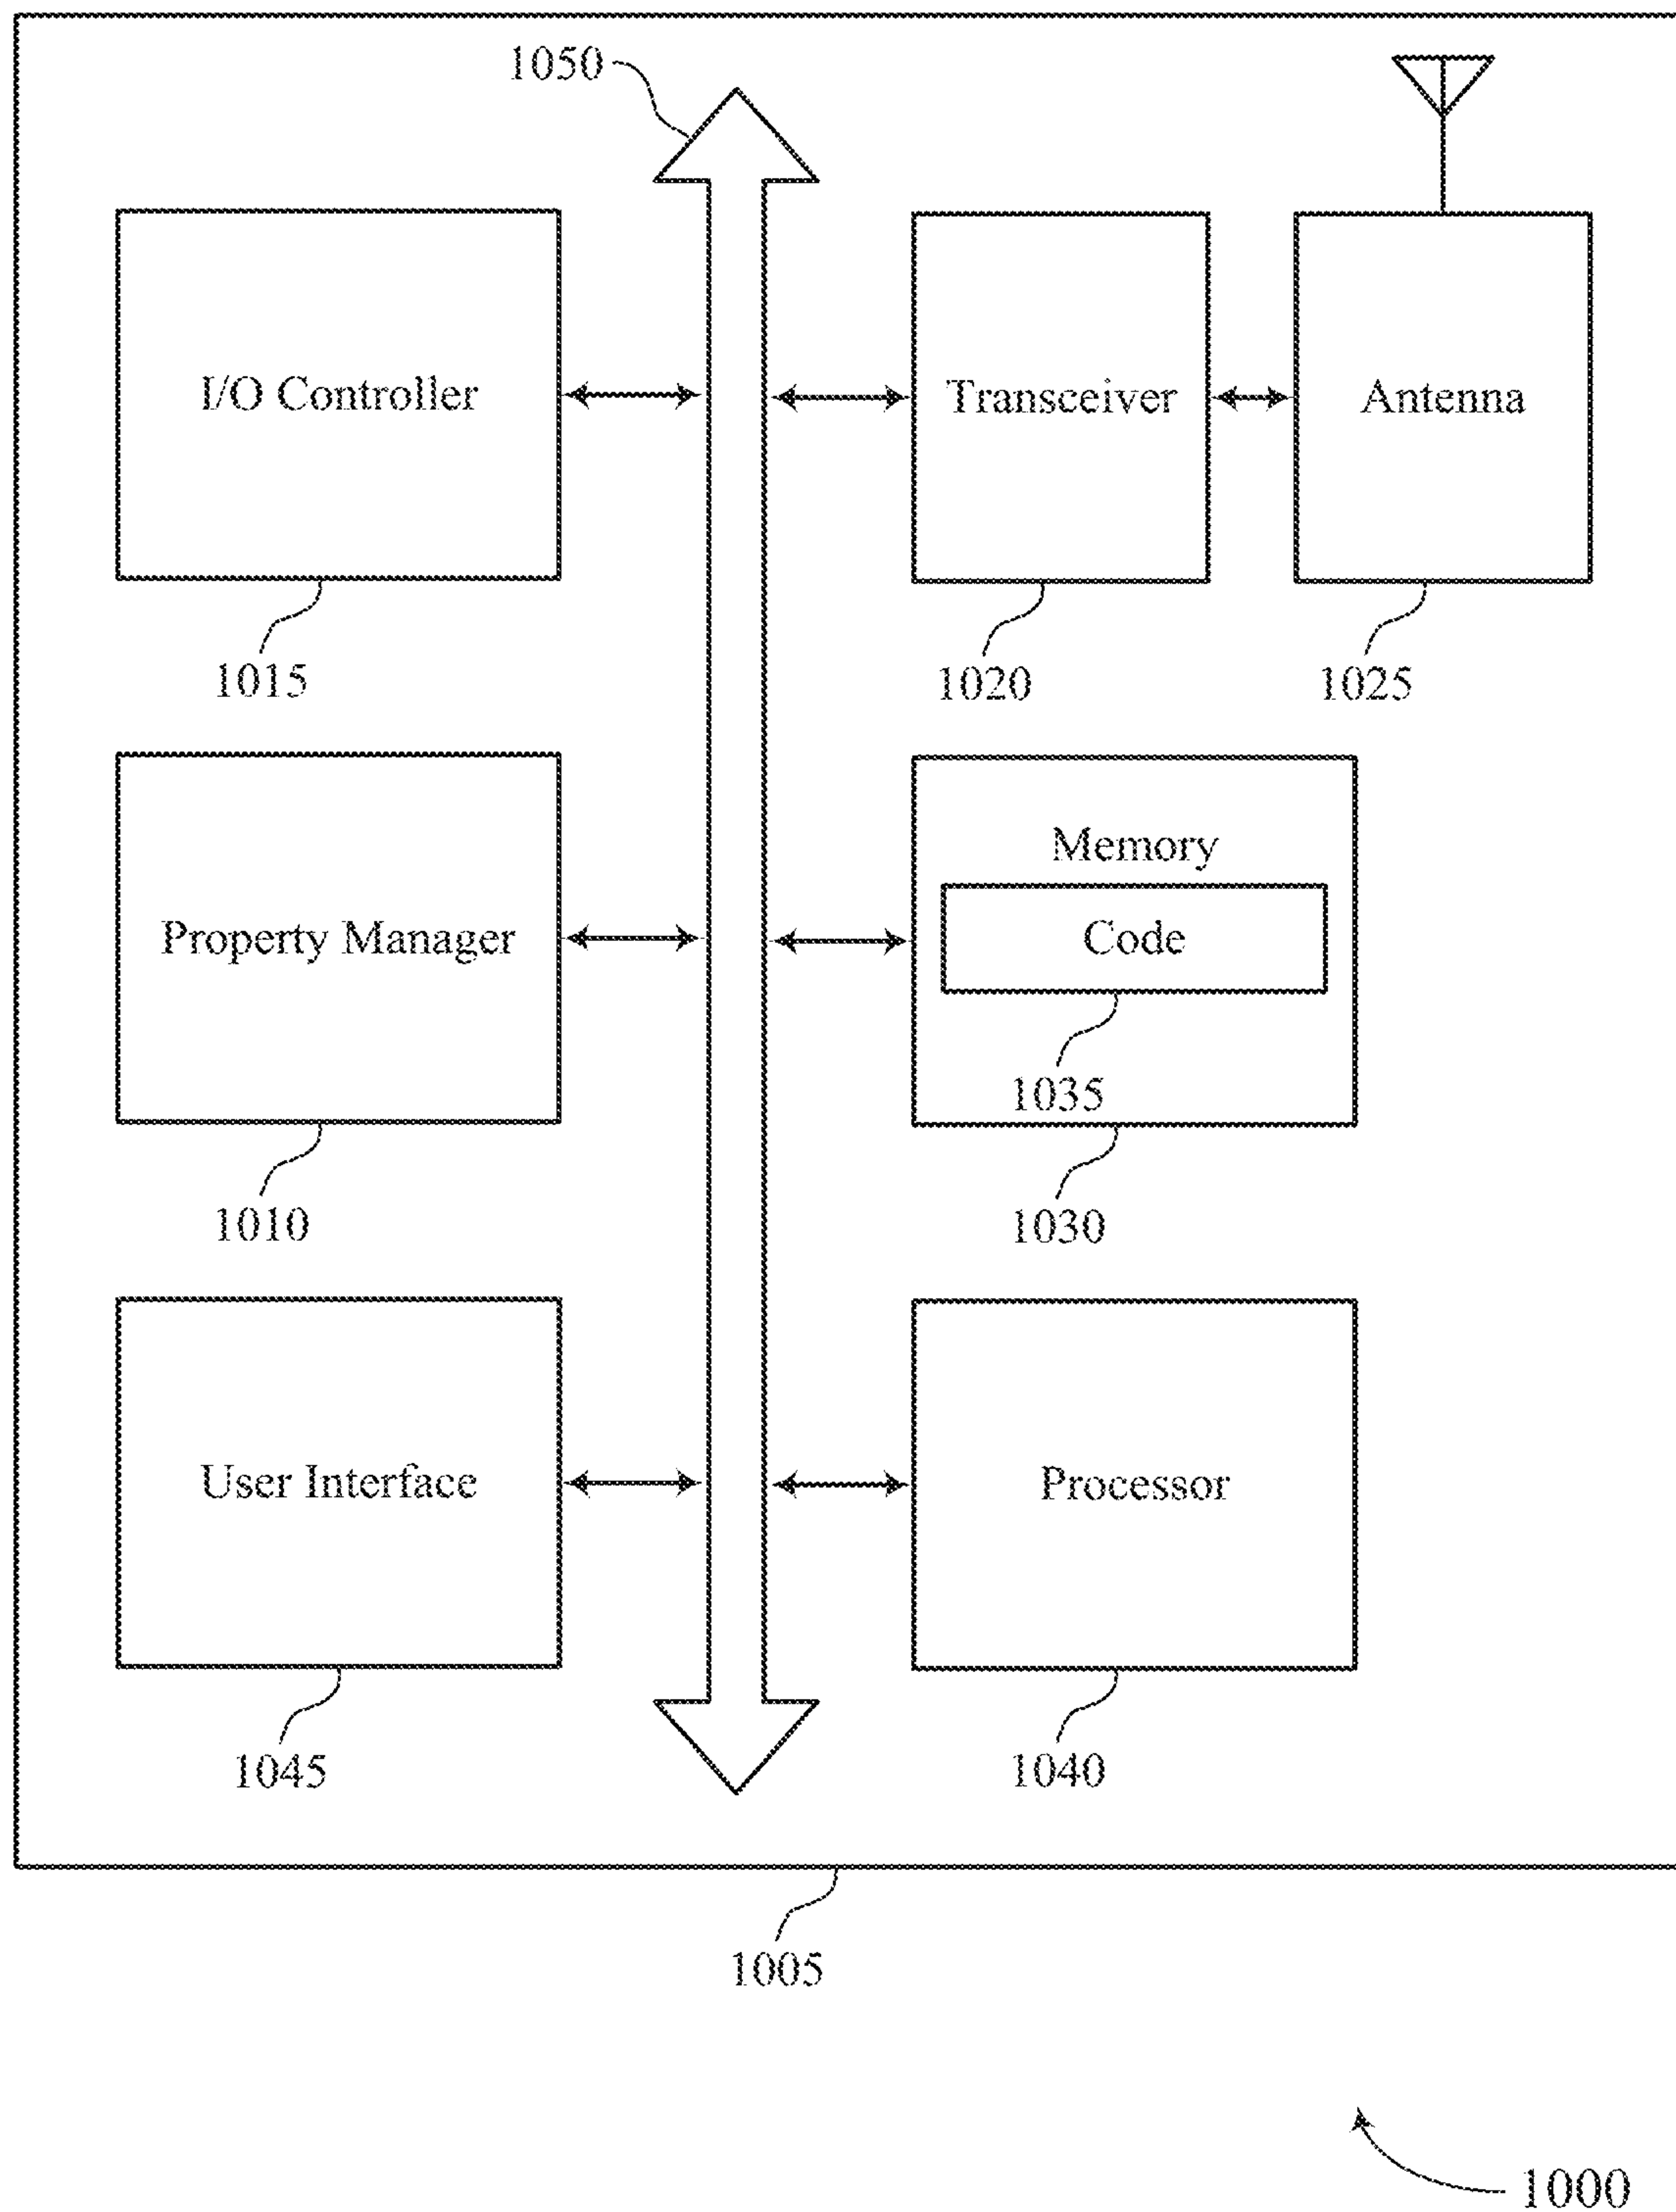 1050
I/O Controller
Transceiver
Antenna
1015
1020
1025
Property Manager
Memory
Code
1035
1010
1030
User Interface
Processor
1045
1040
1005
1000